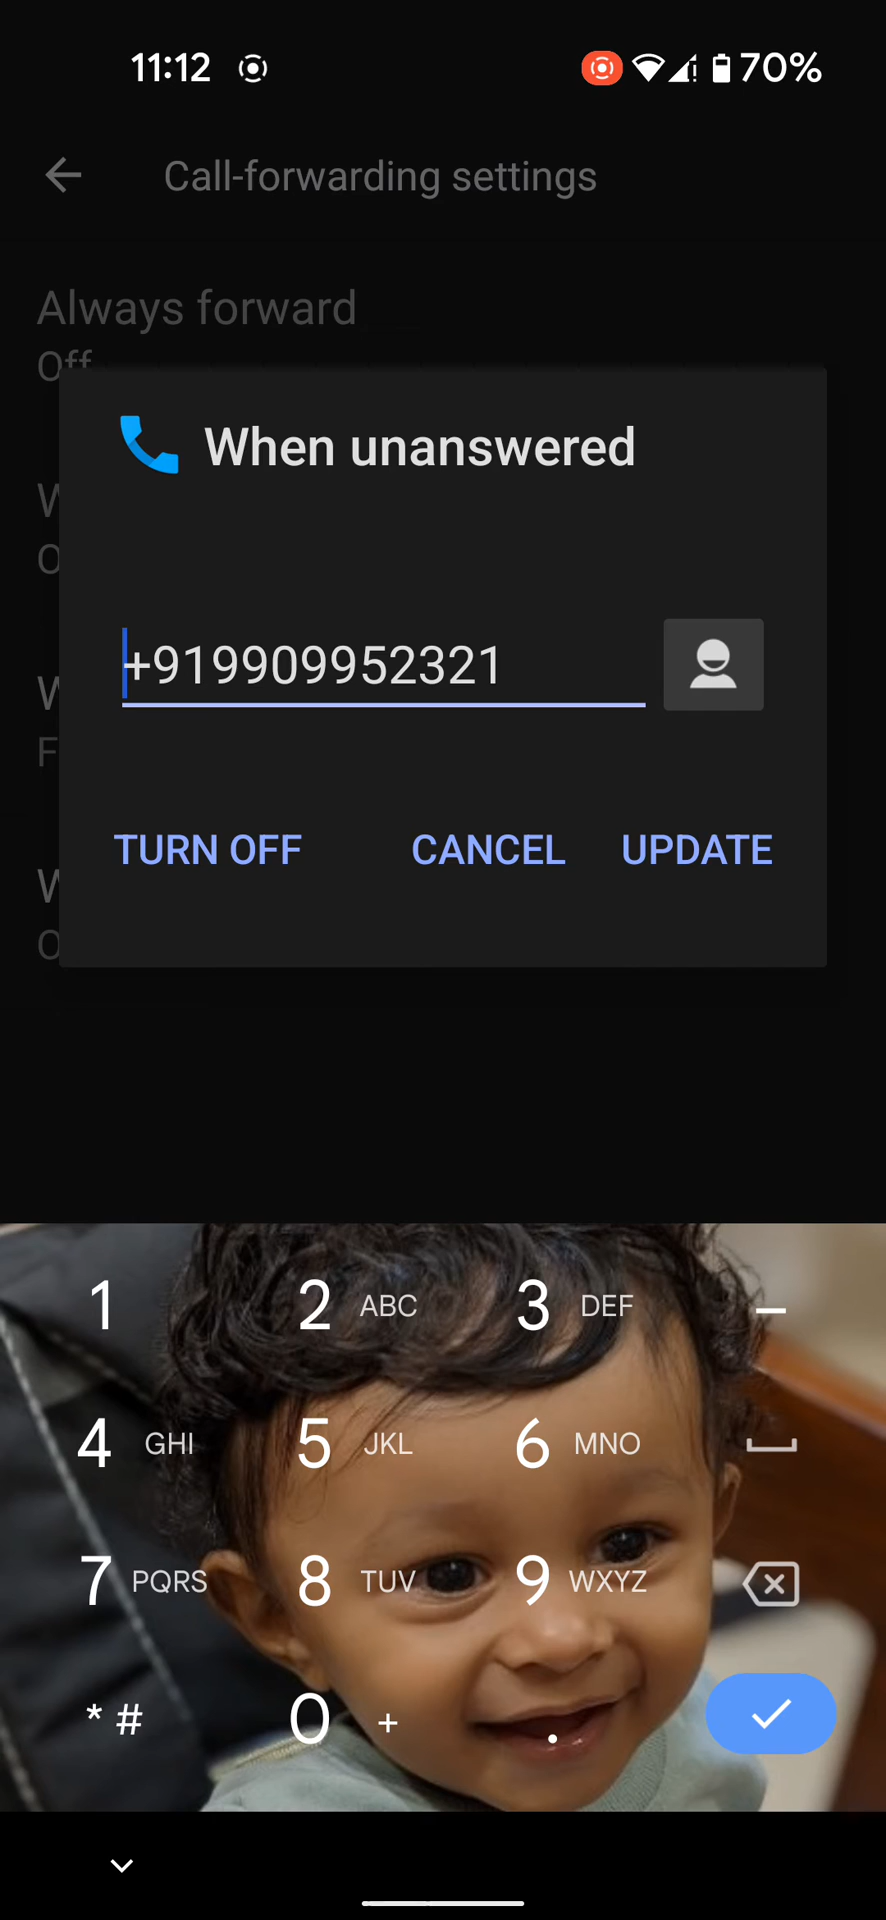 11:12 70%
Call-forwarding settings
Always forward
Off
When unanswered
+919909952321
TURN OFF CANCEL UPDATE
1 2 ABC 3 DEF –
4 GHI 5 JKL 6 MNO
7 PQRS 8 TUV 9 WXYZ
* # 0 + .